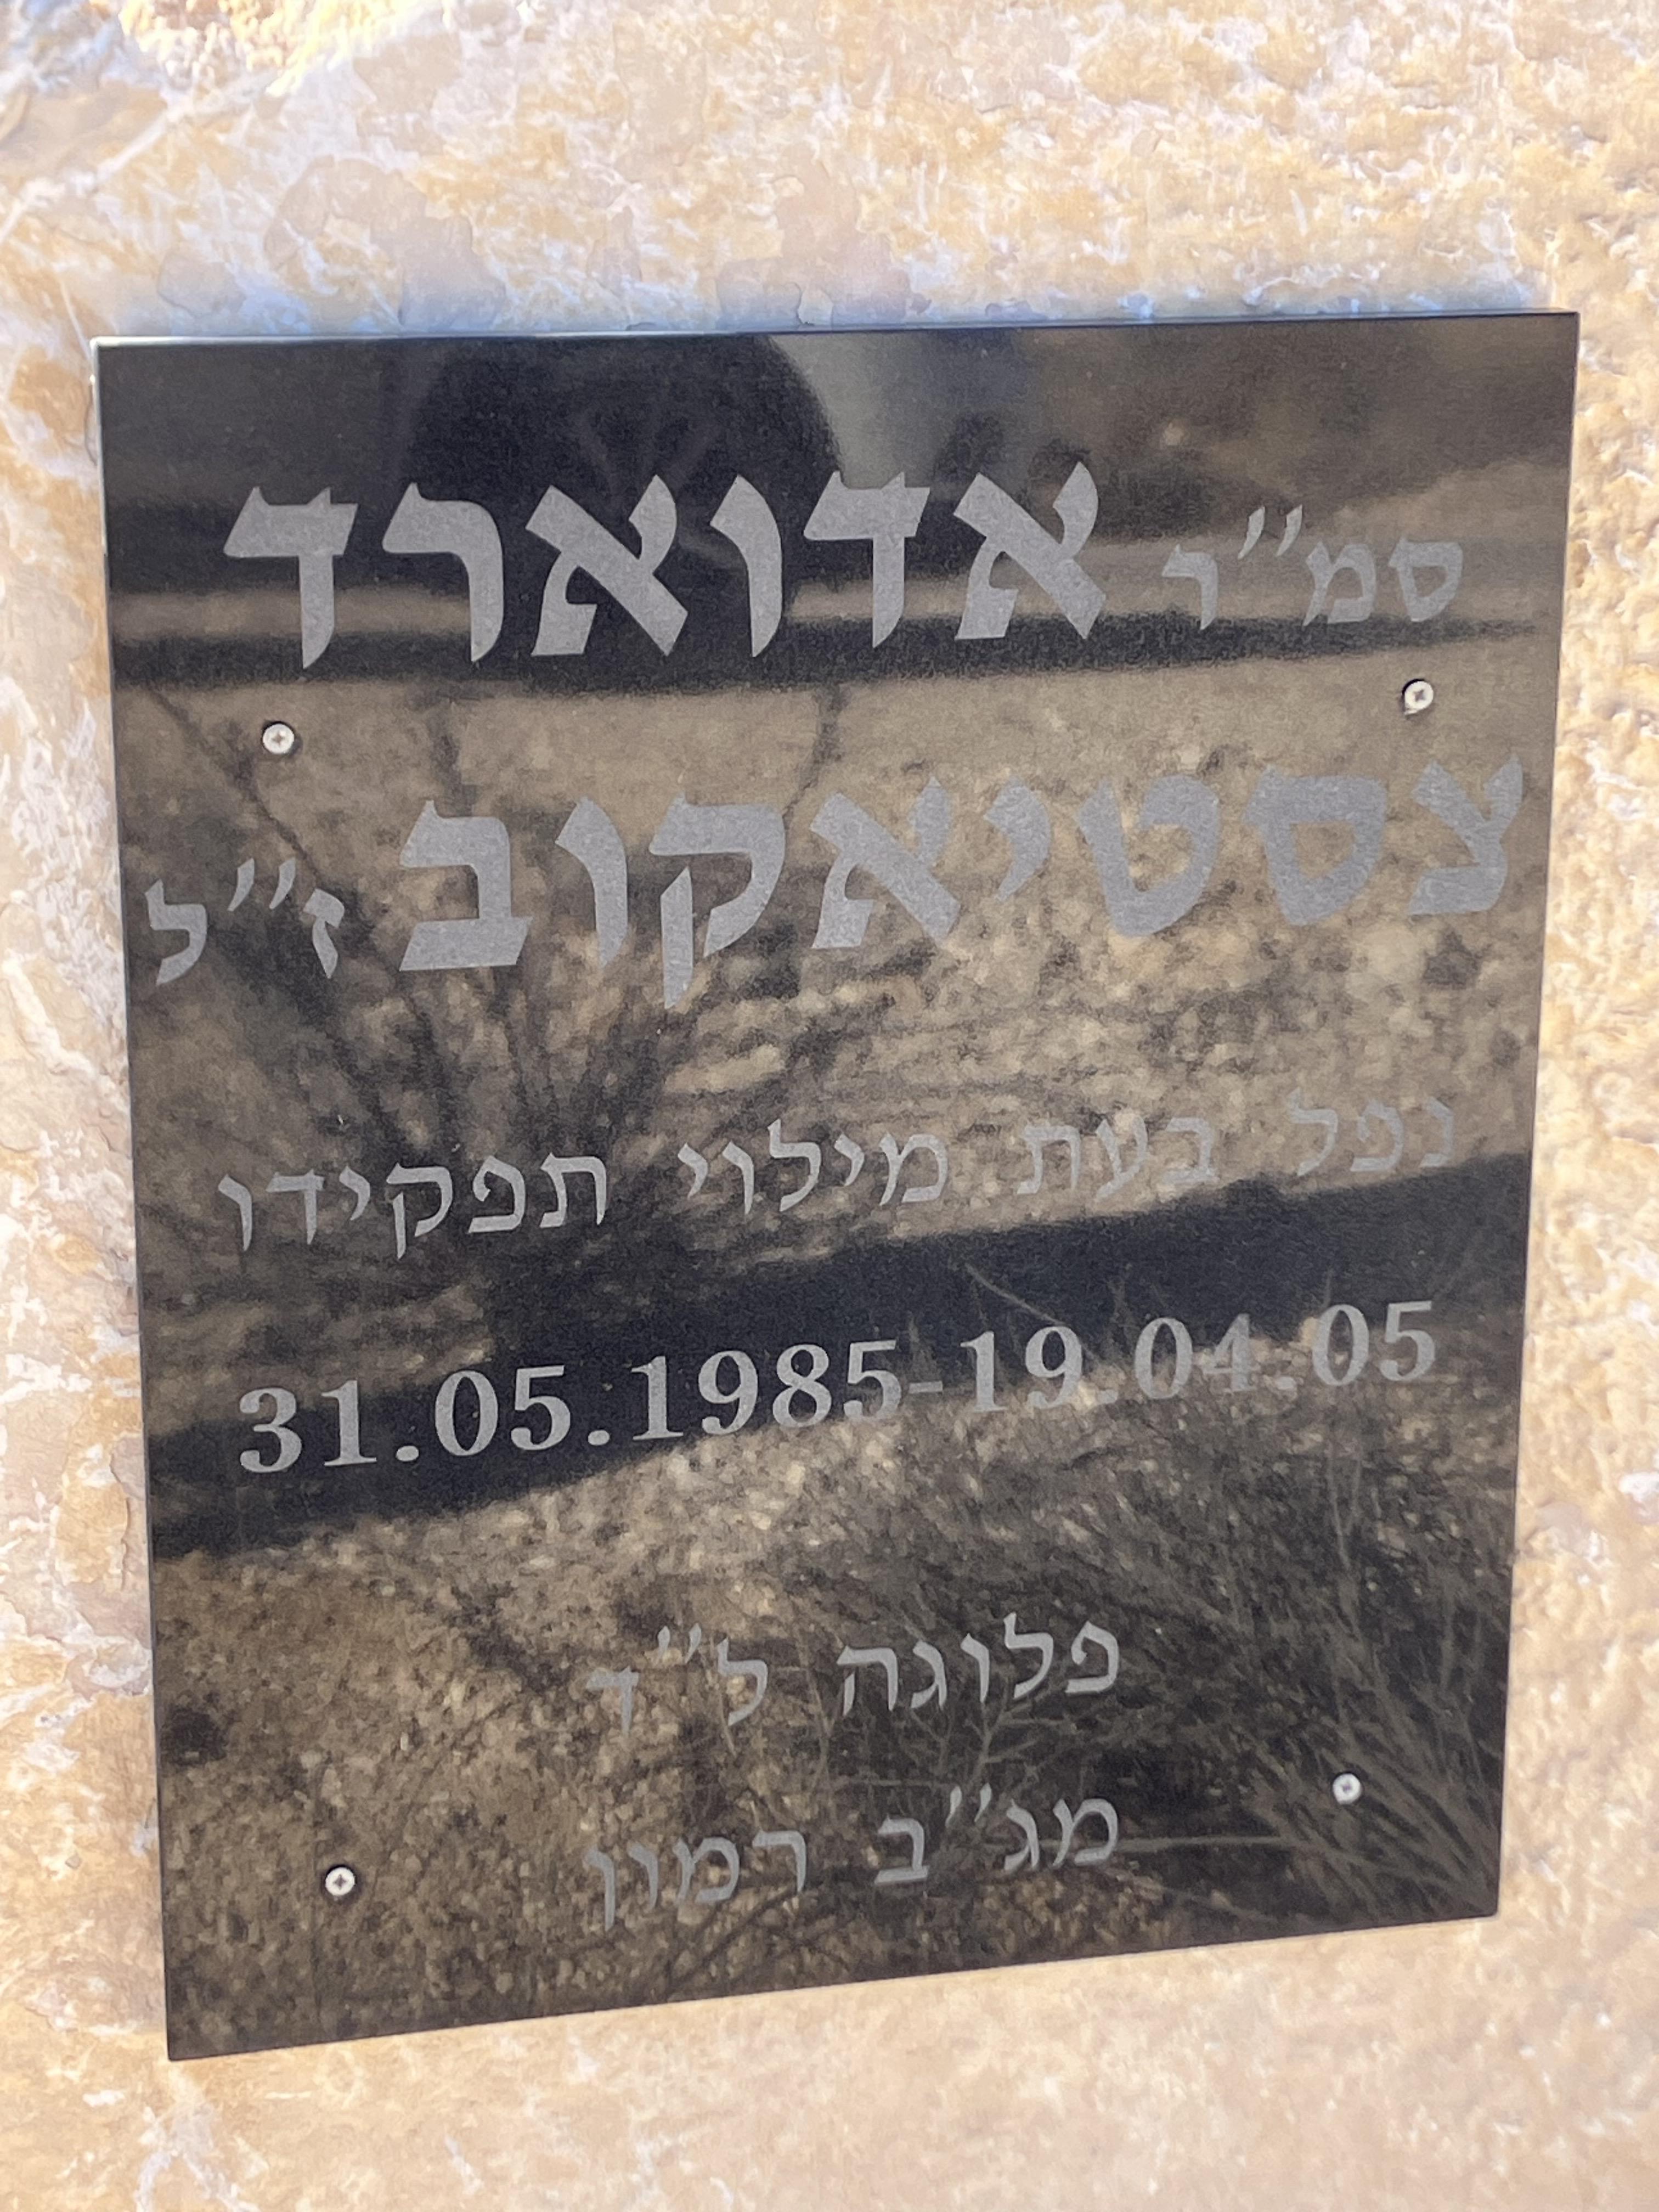 סמ״ר אדוארד
צסטיאקוב ז״ל
נפל בעת מילוי תפקידו
31.05.1985-19.04.05
פלוגה ל״ד
מג״ב רמון